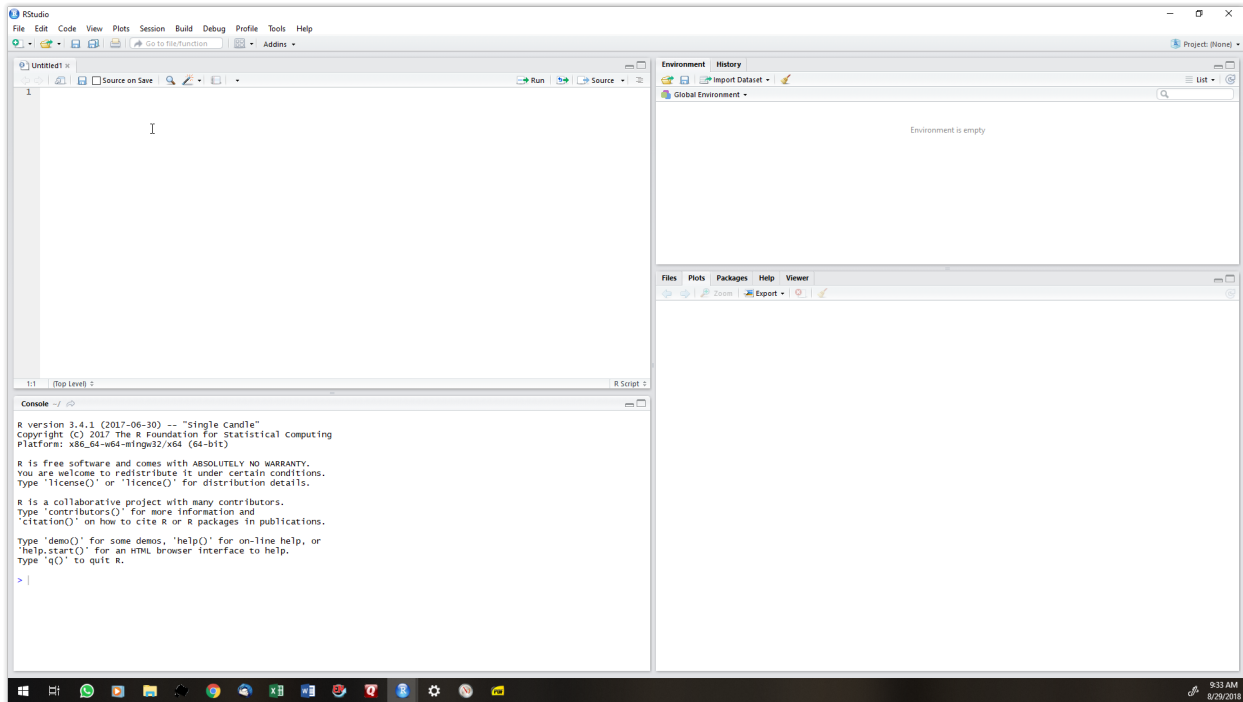 RStudio
File Edit Code View Plots Session Build Debug Profile Tools Help
Go to file/function Addins
Project: (None)
Untitled1
Source on Save Run Source
1
1:1 (Top Level) R Script
Console ~/
R version 3.4.1 (2017-06-30) -- "Single Candle"
Copyright (C) 2017 The R Foundation for Statistical Computing
Platform: x86_64-w64-mingw32/x64 (64-bit)
R is free software and comes with ABSOLUTELY NO WARRANTY.
You are welcome to redistribute it under certain conditions.
Type 'license()' or 'licence()' for distribution details.
R is a collaborative project with many contributors.
Type 'contributors()' for more information and
'citation()' on how to cite R or R packages in publications.
Type 'demo()' for some demos, 'help()' for on-line help, or
'help.start()' for an HTML browser interface to help.
Type 'q()' to quit R.
>
Environment History
Import Dataset List
Global Environment
Environment is empty
Files Plots Packages Help Viewer
Zoom Export
9:33 AM
8/29/2018